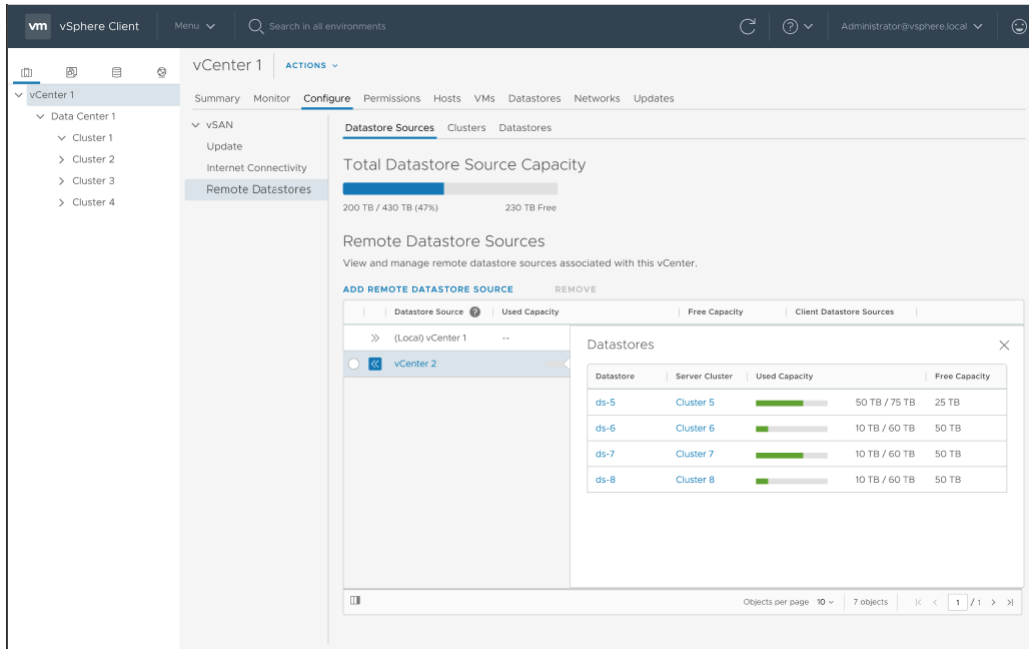 vm vSphere Client Menu Search in all environments Administrator@vsphere.local
vCenter 1 ACTIONS
vCenter 1
Data Center 1
Cluster 1
Cluster 2
Cluster 3
Cluster 4
Summary Monitor Configure Permissions Hosts VMs Datastores Networks Updates
vSAN
Update
Internet Connectivity
Remote Datastores
Datastore Sources Clusters Datastores
Total Datastore Source Capacity
200 TB / 430 TB (47%) 230 TB Free
Remote Datastore Sources
View and manage remote datastore sources associated with this vCenter.
ADD REMOTE DATASTORE SOURCE REMOVE
Datastore Source ? Used Capacity Free Capacity Client Datastore Sources
(Local) vCenter 1 --
vCenter 2
Datastores
Datastore Server Cluster Used Capacity Free Capacity
ds-5 Cluster 5 50 TB / 75 TB 25 TB
ds-6 Cluster 6 10 TB / 60 TB 50 TB
ds-7 Cluster 7 10 TB / 60 TB 50 TB
ds-8 Cluster 8 10 TB / 60 TB 50 TB
Objects per page 10 7 objects 1 / 1